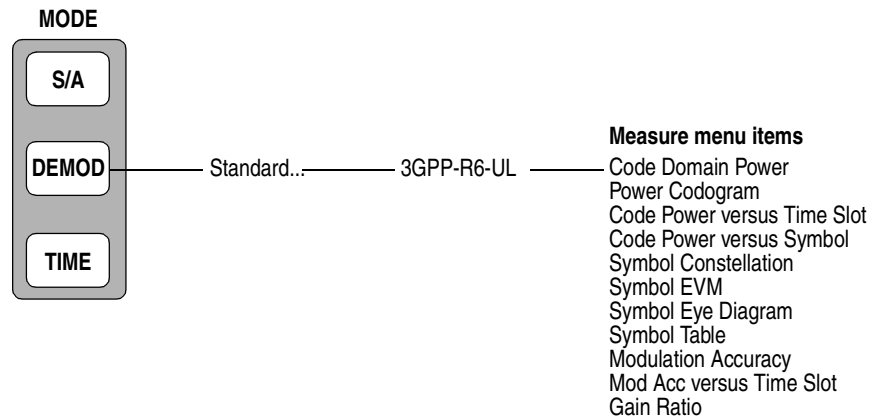 MODE
S/A
DEMOD
TIME
Standard...
3GPP-R6-UL
Measure menu items
Code Domain Power
Power Codogram
Code Power versus Time Slot
Code Power versus Symbol
Symbol Constellation
Symbol EVM
Symbol Eye Diagram
Symbol Table
Modulation Accuracy
Mod Acc versus Time Slot
Gain Ratio